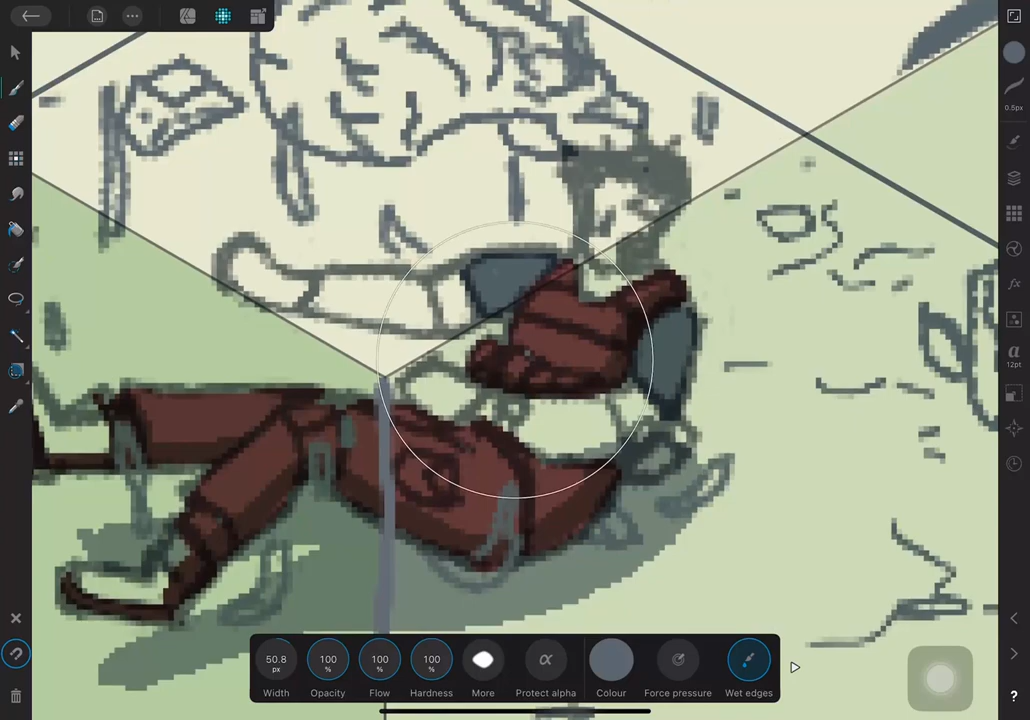 0.5px
fx
a
12pt
50.8
px
100
%
100
%
100
%
α
Width
Opacity
Flow
Hardness
More
Protect alpha
Colour
Force pressure
Wet edges
?